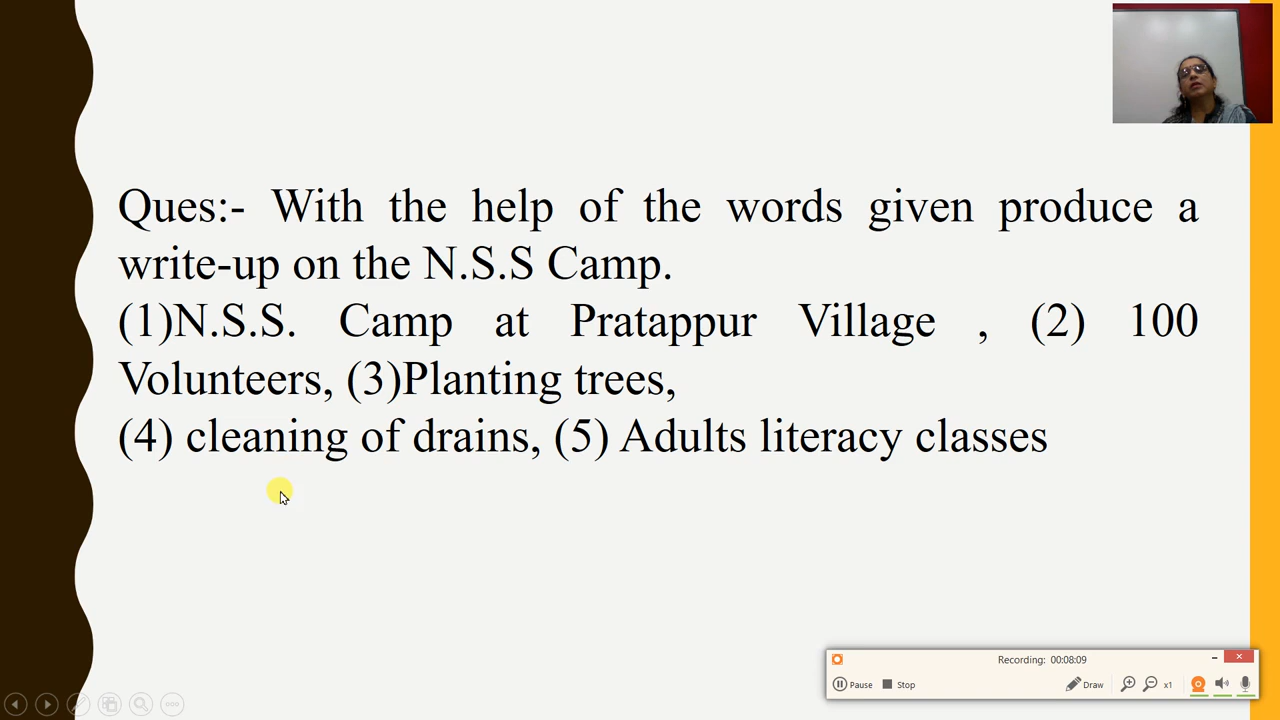 Ques:- With the help of the words given produce a
write-up on the N.S.S Camp.
(1)N.S.S. Camp at Pratappur Village , (2) 100
Volunteers, (3)Planting trees,
(4) cleaning of drains, (5) Adults literacy classes
Recording: 00:08:09
Pause Stop Draw x1